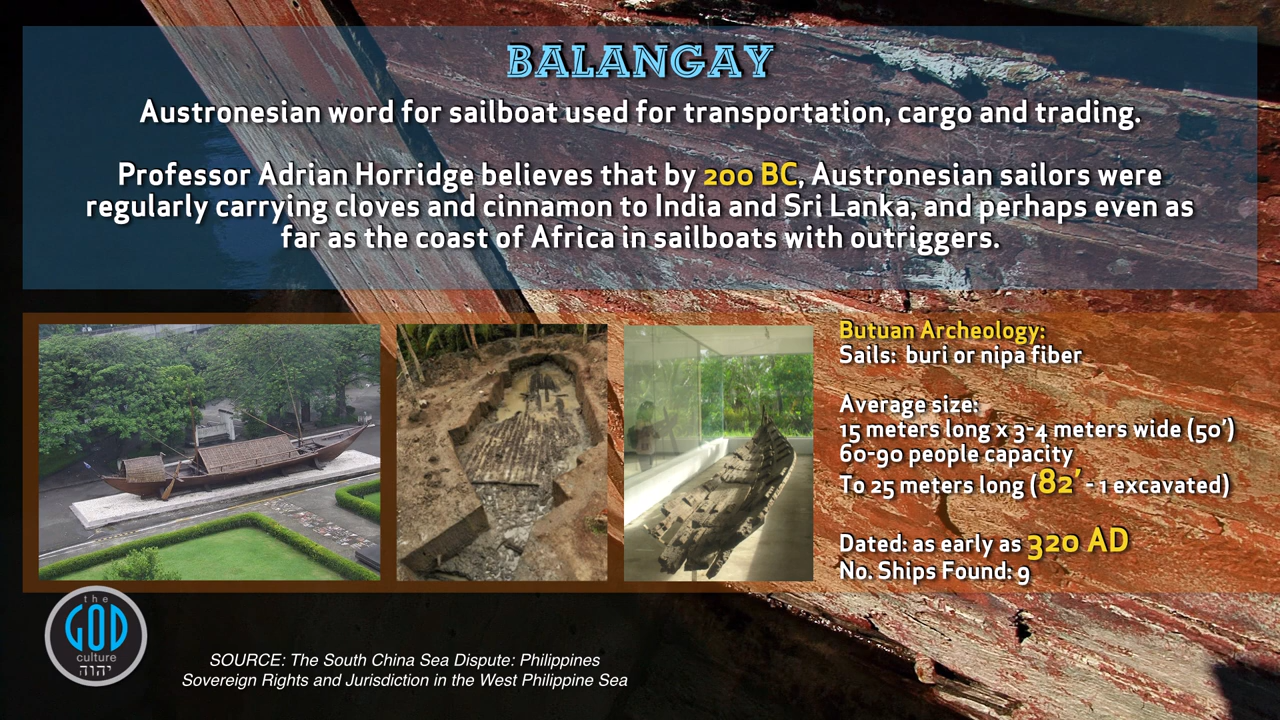 BALANGAY
Austronesian word for sailboat used for transportation, cargo and trading.
Professor Adrian Horridge believes that by 200 BC, Austronesian sailors were
regularly carrying cloves and cinnamon to India and Sri Lanka, and perhaps even as
far as the coast of Africa in sailboats with outriggers.
Butuan Archeology:
Sails: buri or nipa fiber
Average size:
15 meters long x 3-4 meters wide (50')
60-90 people capacity
To 25 meters long (82' - 1 excavated)
Dated: as early as 320 AD
No. Ships Found: 9
the
GOD
culture
יהוה
SOURCE: The South China Sea Dispute: Philippines
Sovereign Rights and Jurisdiction in the West Philippine Sea